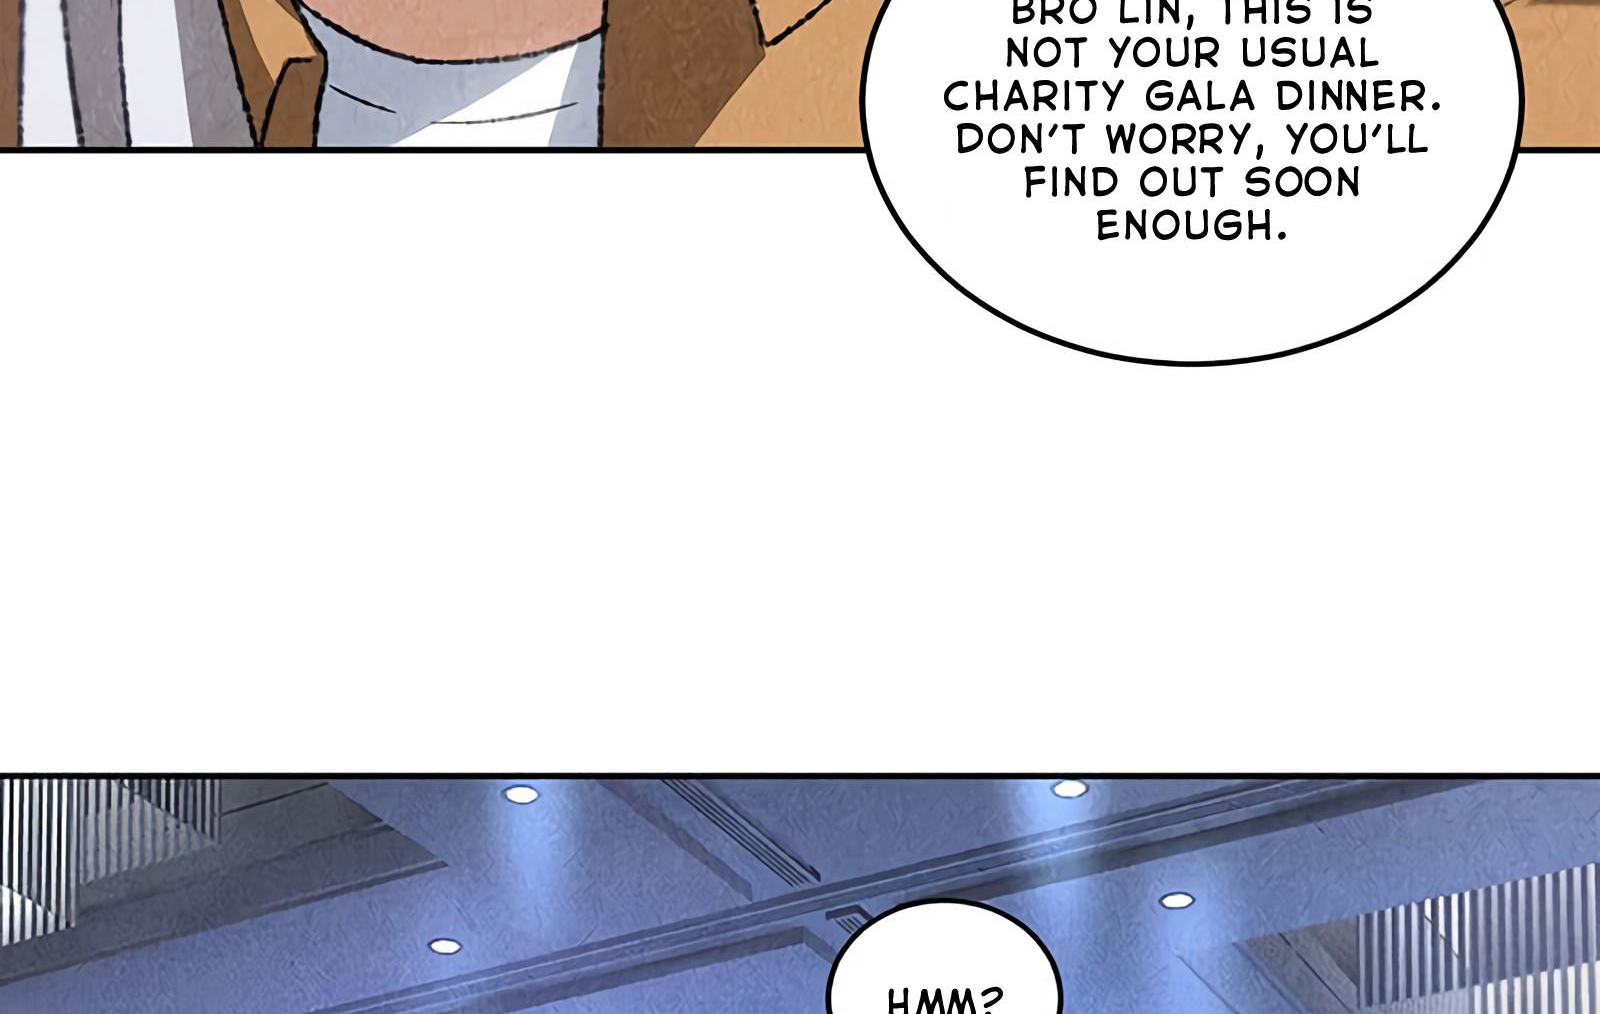 BRO LIN, THIS IS
NOT YOUR USUAL
CHARITY GALA DINNER.
DON'T WORRY, YOU'LL
FIND OUT SOON
ENOUGH.
HMM?